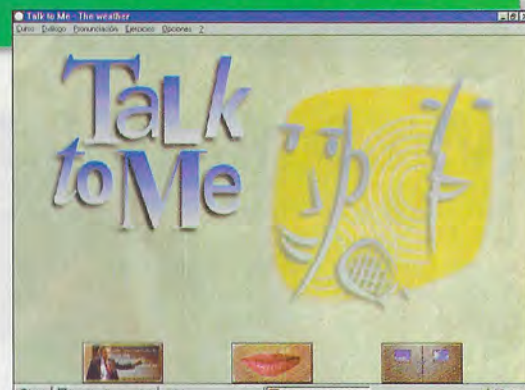 Talk to Me - The weather
Curso Diálogo Pronunciación Ejercicios Opciones ?
TaLk
to Me